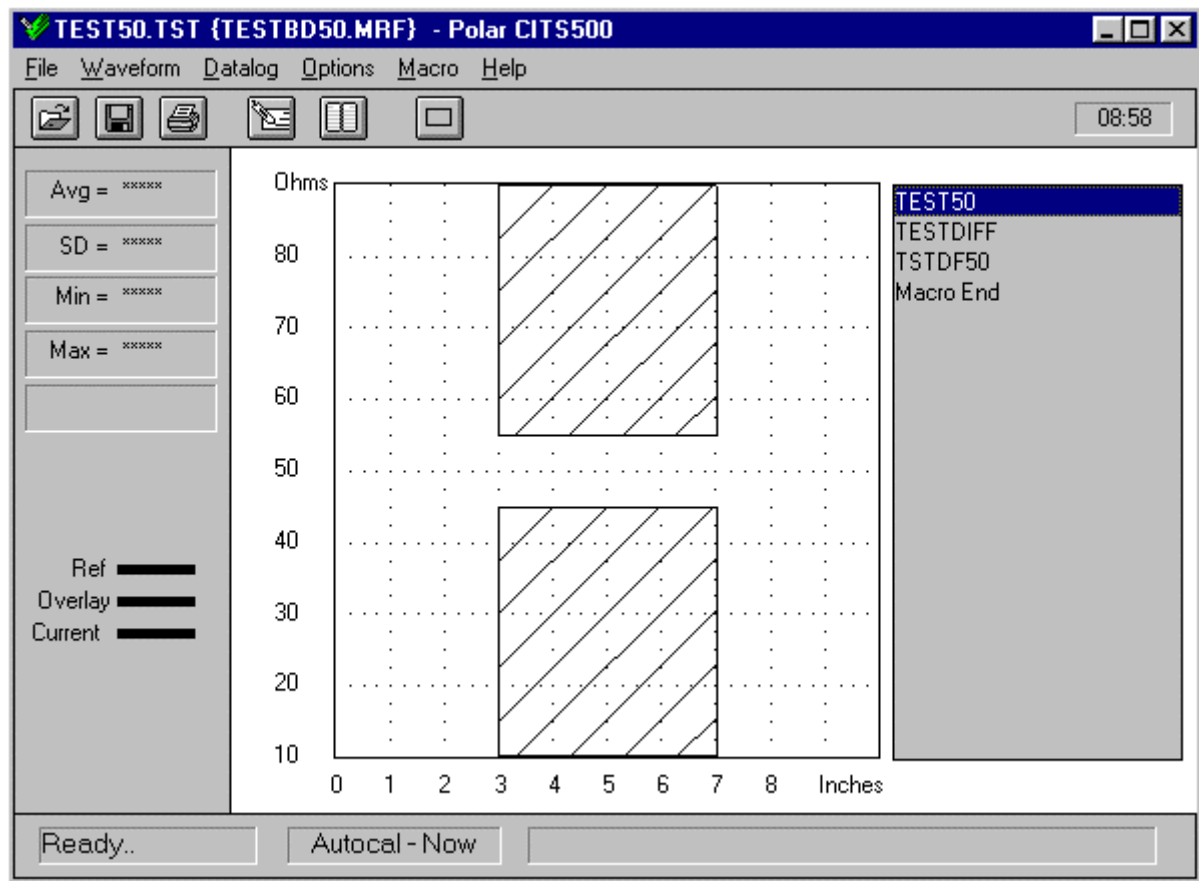 TEST50.TST {TESTBD50.MRF} - Polar CITS500
File Waveform Datalog Options Macro Help
08:58
Avg = *****
SD = *****
Min = *****
Max = *****
Ref
Overlay
Current
Ohms
80
70
60
50
40
30
20
10
0 1 2 3 4 5 6 7 8 Inches
TEST50
TESTDIFF
TSTDF50
Macro End
Ready..
Autocal - Now